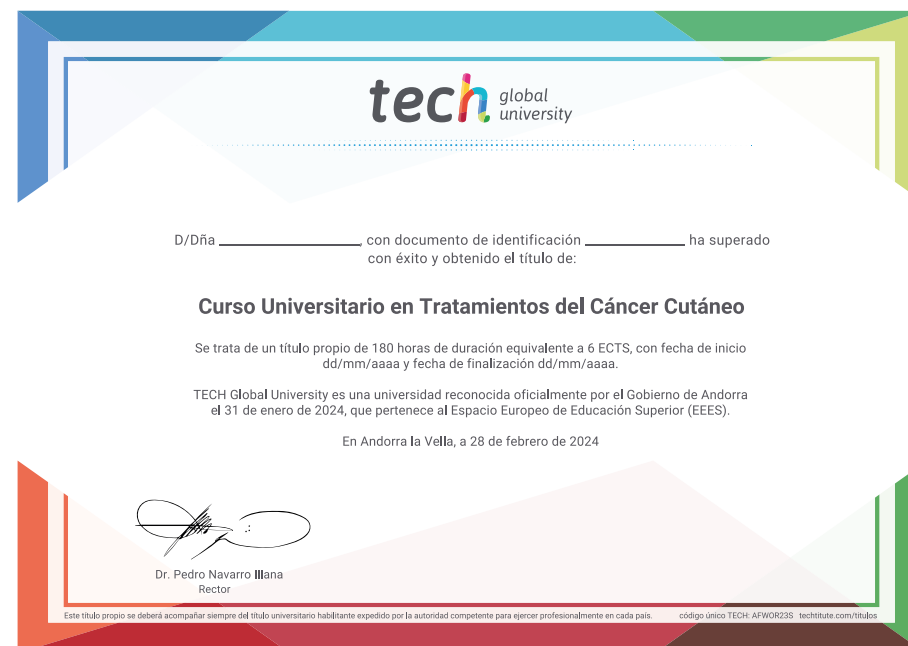 tech global university
D/Dña ____________________, con documento de identificación ______________ ha superado
con éxito y obtenido el título de:
Curso Universitario en Tratamientos del Cáncer Cutáneo
Se trata de un título propio de 180 horas de duración equivalente a 6 ECTS, con fecha de inicio
dd/mm/aaaa y fecha de finalización dd/mm/aaaa.
TECH Global University es una universidad reconocida oficialmente por el Gobierno de Andorra
el 31 de enero de 2024, que pertenece al Espacio Europeo de Educación Superior (EEES).
En Andorra la Vella, a 28 de febrero de 2024
Dr. Pedro Navarro Illana
Rector
Este título propio se deberá acompañar siempre del título universitario habilitante expedido por la autoridad competente para ejercer profesionalmente en cada país. código único TECH: AFWOR23S techtitute.com/títulos